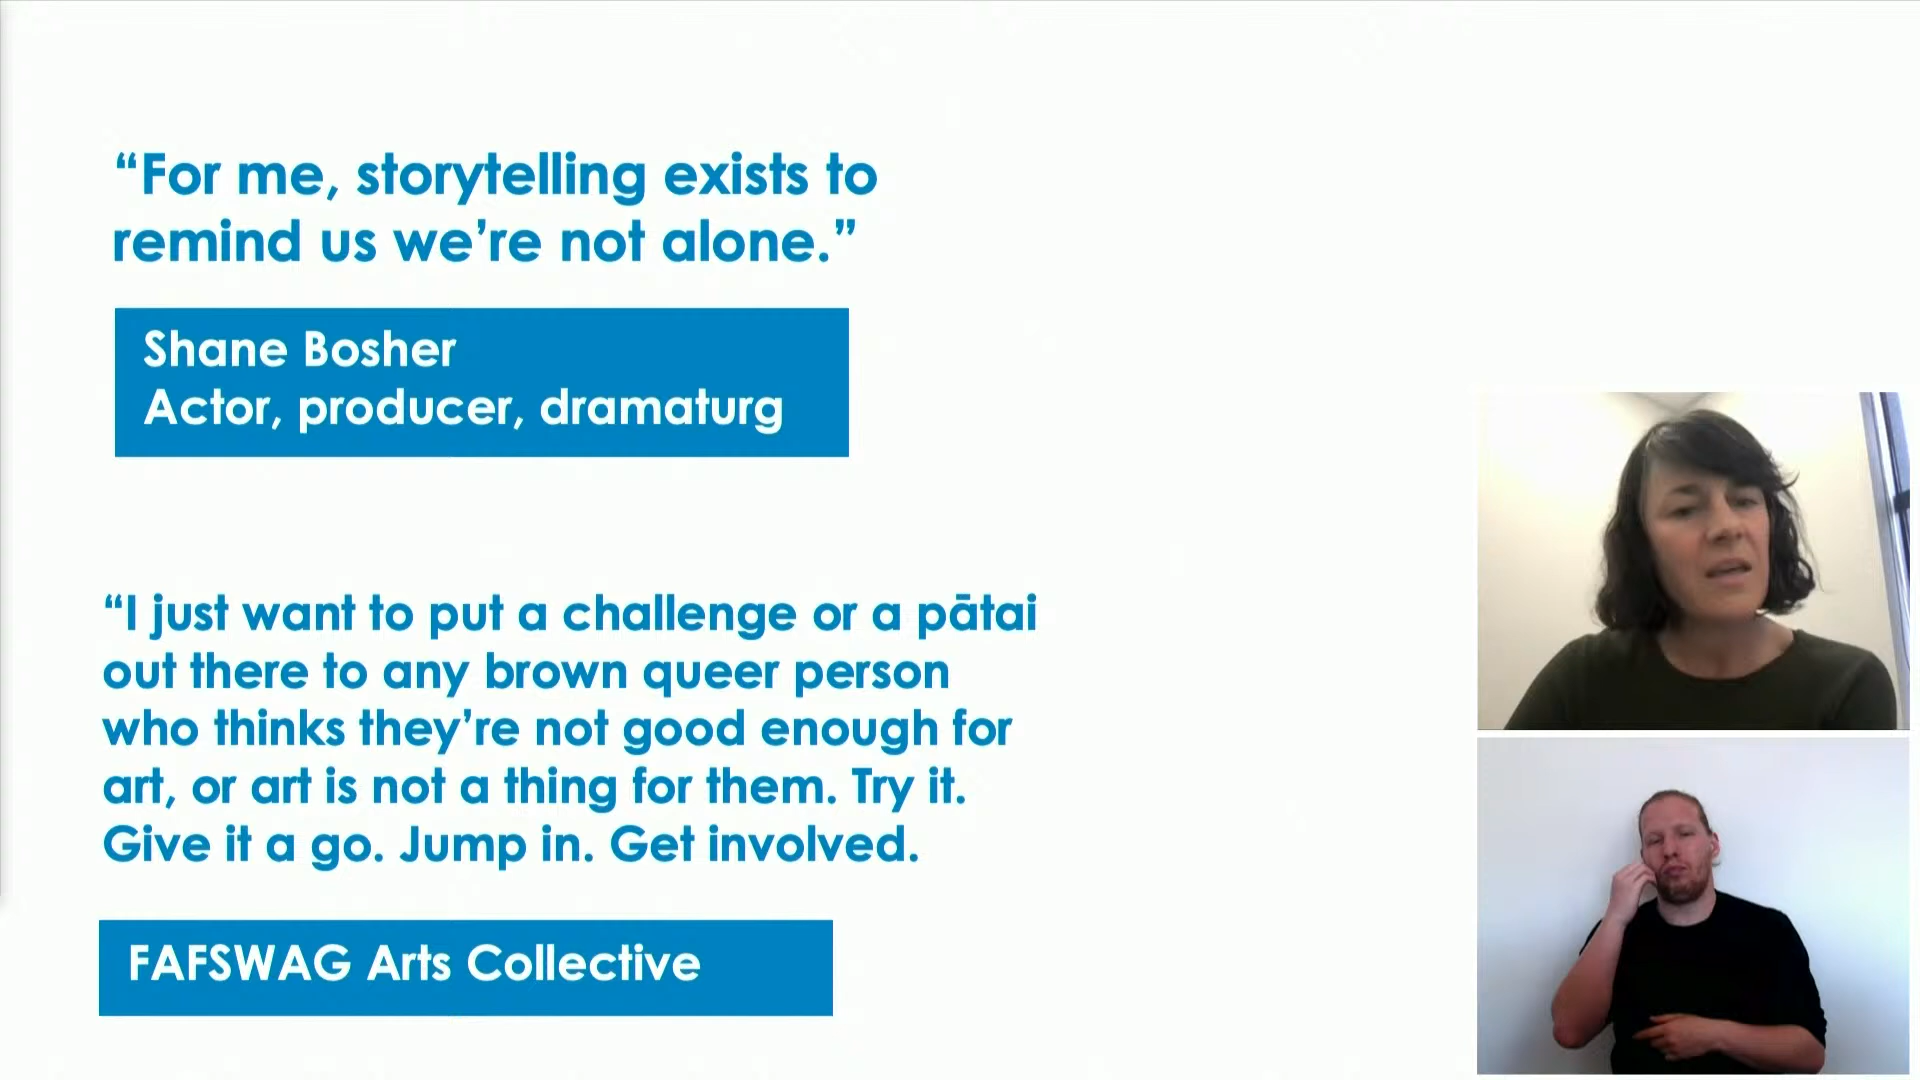 “For me, storytelling exists to
remind us we’re not alone.”
Shane Bosher
Actor, producer, dramaturg
“I just want to put a challenge or a pātai
out there to any brown queer person
who thinks they’re not good enough for
art, or art is not a thing for them. Try it.
Give it a go. Jump in. Get involved.
FAFSWAG Arts Collective